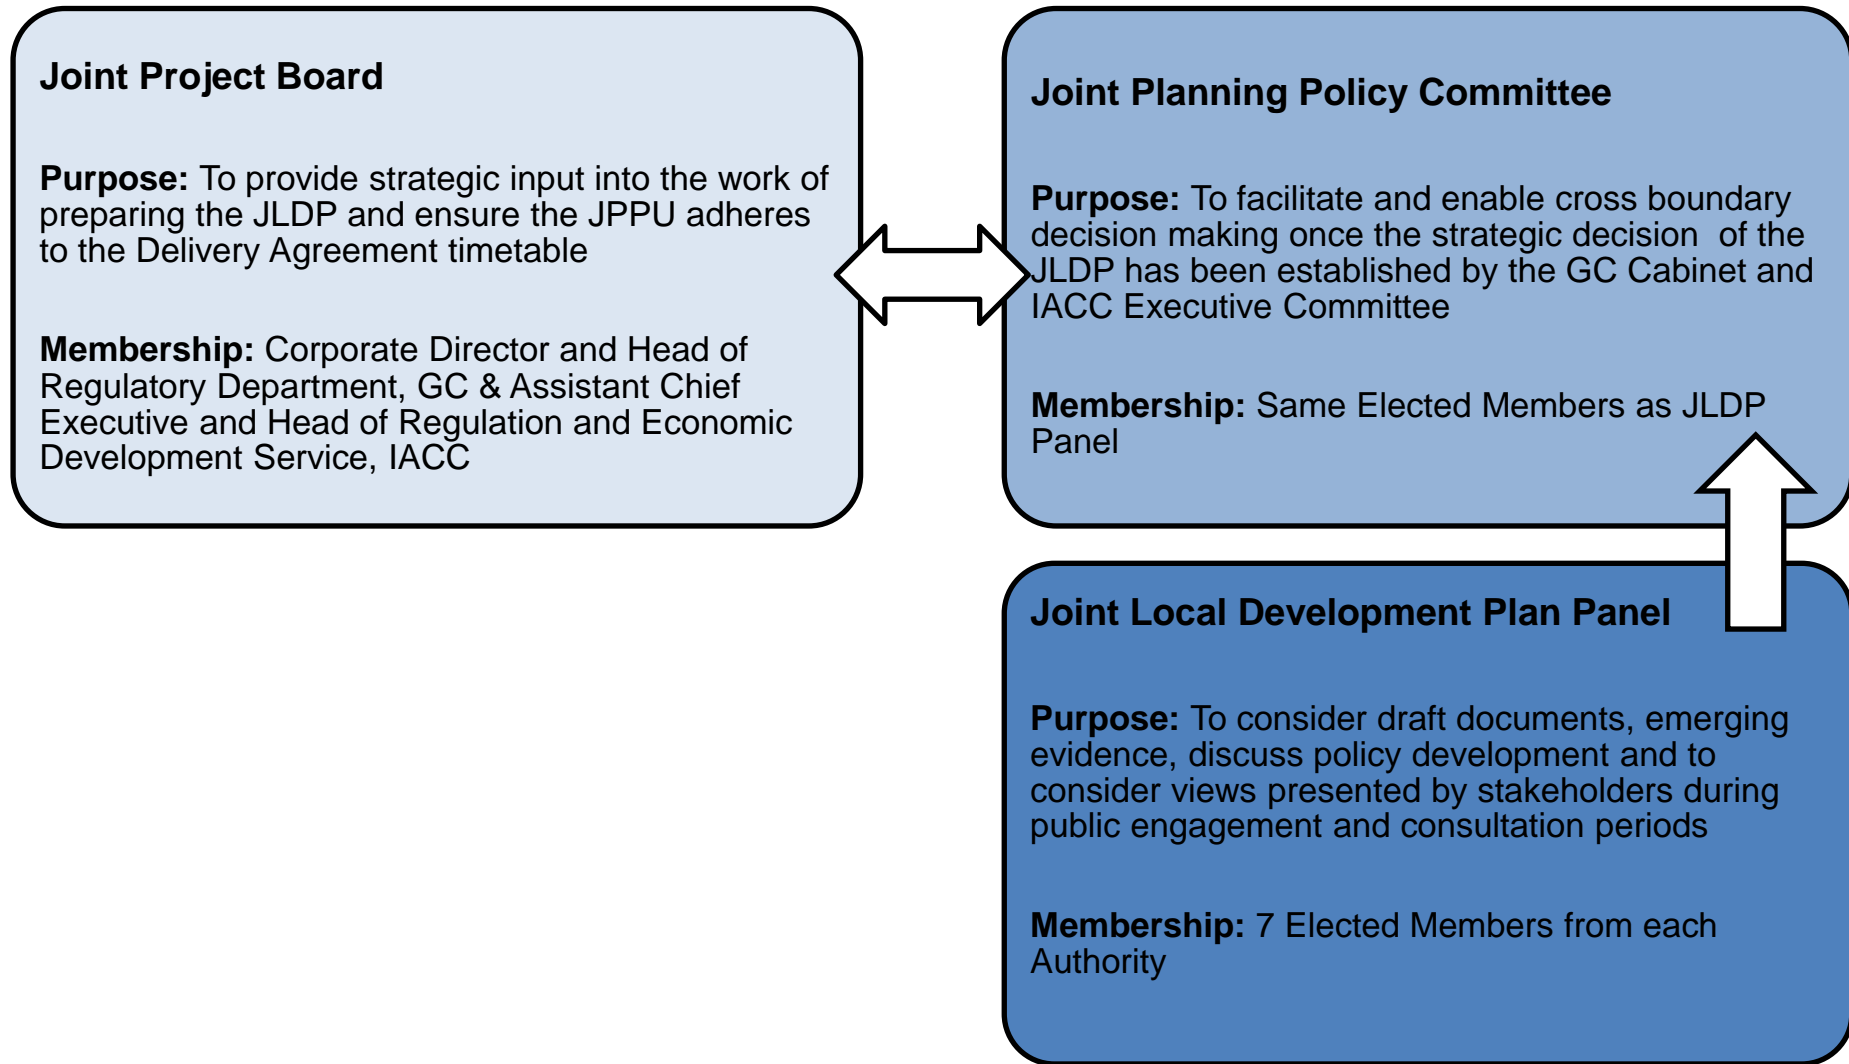 Joint Project Board
Purpose: To provide strategic input into the work of
preparing the JLDP and ensure the JPPU adheres
to the Delivery Agreement timetable
Membership: Corporate Director and Head of
Regulatory Department, GC & Assistant Chief
Executive and Head of Regulation and Economic
Development Service, IACC
Joint Planning Policy Committee
Purpose: To facilitate and enable cross boundary
decision making once the strategic decision  of the
JLDP has been established by the GC Cabinet and
IACC Executive Committee
Membership: Same Elected Members as JLDP
Panel
Joint Local Development Plan Panel
Purpose: To consider draft documents, emerging
evidence, discuss policy development and to
consider views presented by stakeholders during
public engagement and consultation periods
Membership: 7 Elected Members from each
Authority